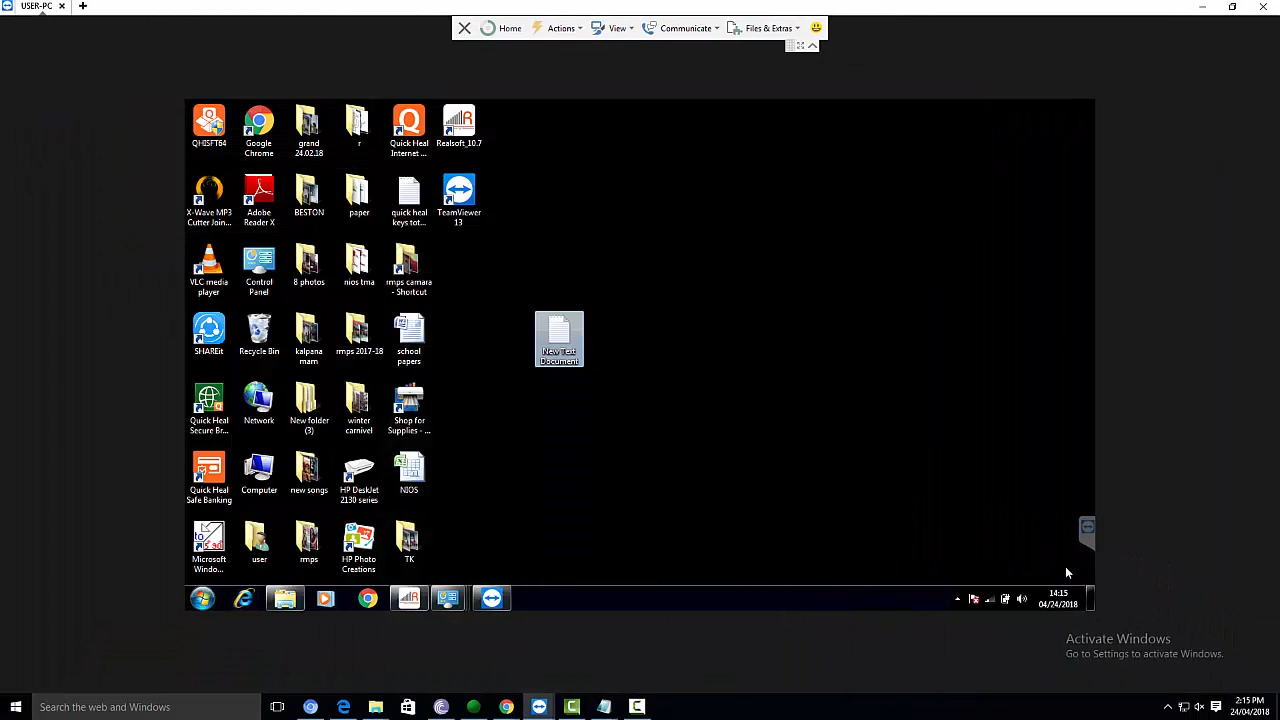 USER-PC
Home Actions View Communicate Files & Extras
QHISFT64
Google
Chrome
grand
24.02.18
r
Quick Heal
Internet ...
Realsoft_10.7
X-Wave MP3
Cutter Join...
Adobe
Reader X
BESTON
paper
quick heal
keys tot...
TeamViewer
13
VLC media
player
Control
Panel
8 photos
nios tma
rmps camara
- Shortcut
SHAREit
Recycle Bin
kalpana
mam
rmps 2017-18
school
papers
New Text
Document
Quick Heal
Secure Br...
Network
New folder
(3)
winter
carnivel
Shop for
Supplies - ...
Quick Heal
Safe Banking
Computer
new songs
HP DeskJet
2130 series
NIOS
Microsoft
Windo...
user
rmps
HP Photo
Creations
TK
14:15
04/24/2018
Activate Windows
Go to Settings to activate Windows.
Search the web and Windows
2:15 PM
24/04/2018